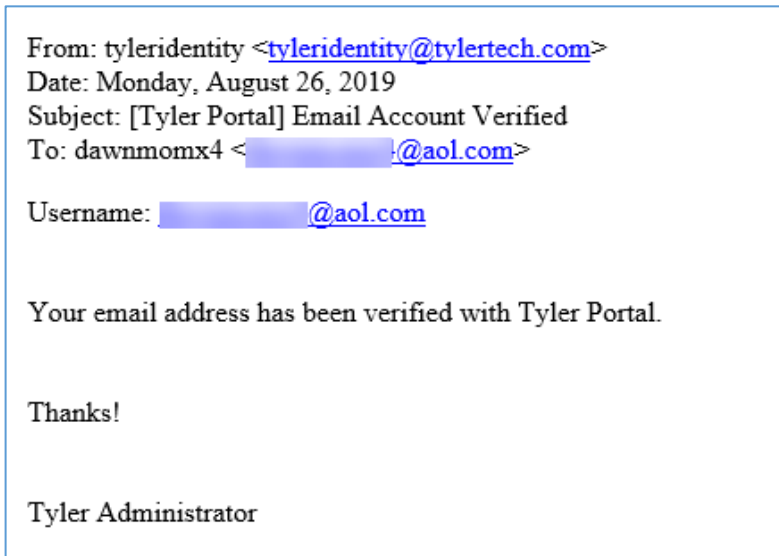 From: tyleridentity <tyleridentity@tylertech.com>
Date: Monday, August 26, 2019
Subject: [Tyler Portal] Email Account Verified
To: dawnmomx4 < @aol.com>
Username: @aol.com
Your email address has been verified with Tyler Portal.
Thanks!
Tyler Administrator